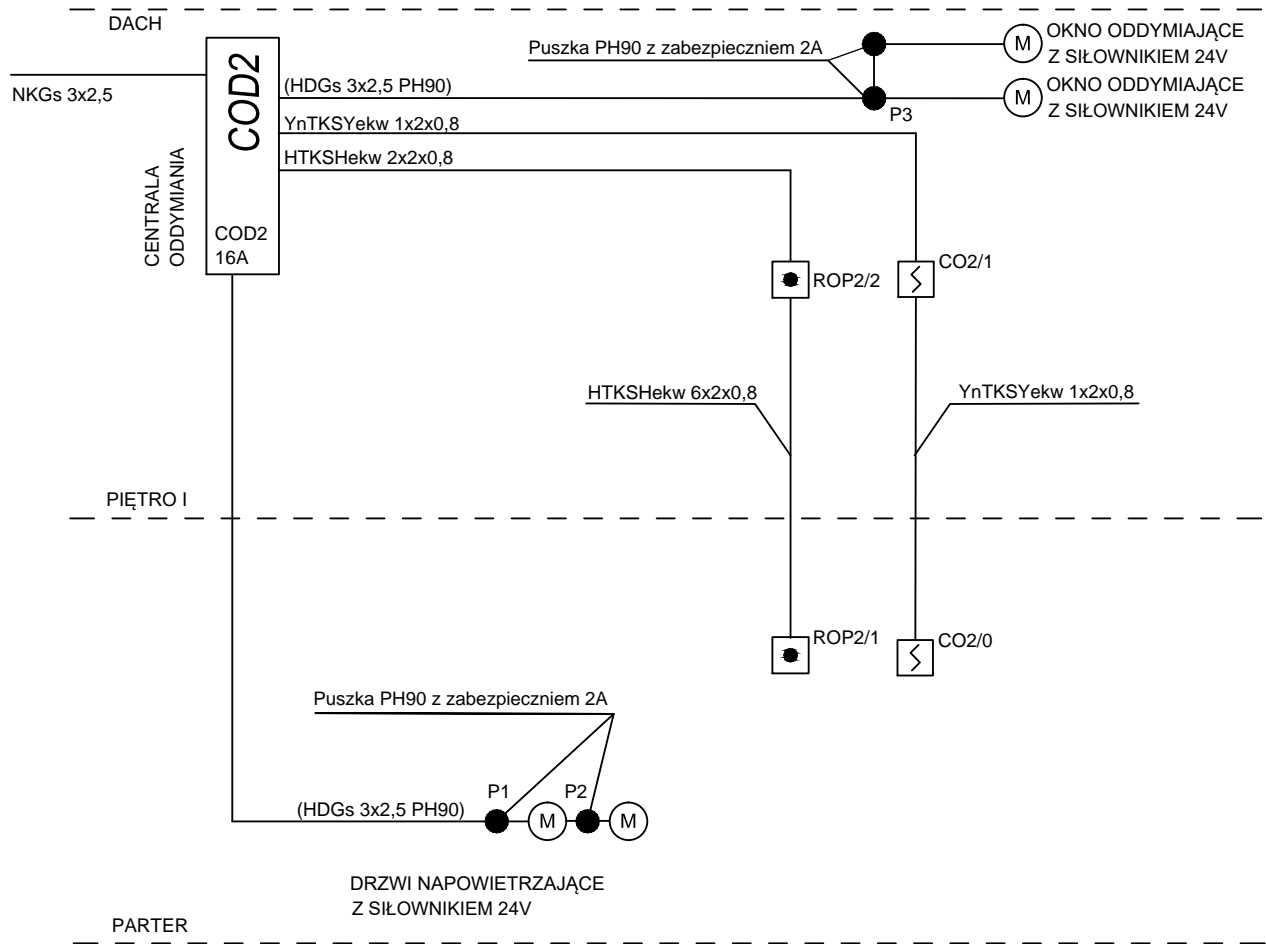 DACH
Puszka PH90 z zabezpieczniem 2A
M
OKNO ODDYMIAJĄCE
Z SIŁOWNIKIEM 24V
M
OKNO ODDYMIAJĄCE
Z SIŁOWNIKIEM 24V
P3
NKGs 3x2,5
COD2
(HDGs 3x2,5 PH90)
YnTKSYekw 1x2x0,8
HTKSHekw 2x2x0,8
CENTRALA
ODDYMIANIA
COD2
16A
ROP2/2
CO2/1
HTKSHekw 6x2x0,8
YnTKSYekw 1x2x0,8
PIĘTRO I
ROP2/1
CO2/0
Puszka PH90 z zabezpieczniem 2A
P1
P2
(HDGs 3x2,5 PH90)
M
M
DRZWI NAPOWIETRZAJĄCE
Z SIŁOWNIKIEM 24V
PARTER